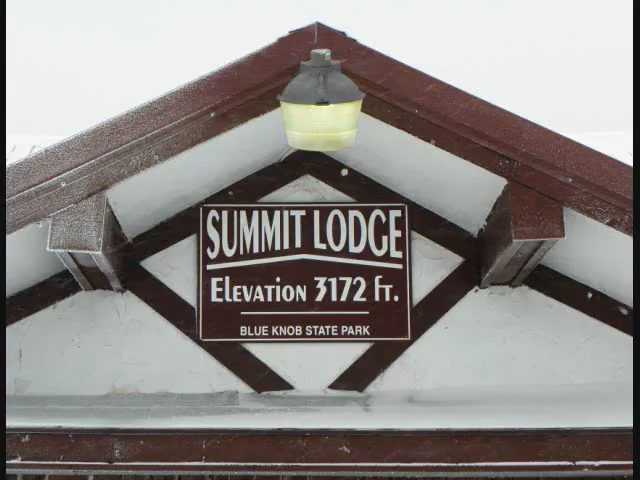 SUMMIT LODGE
ELEVATION 3172 FT.
BLUE KNOB STATE PARK